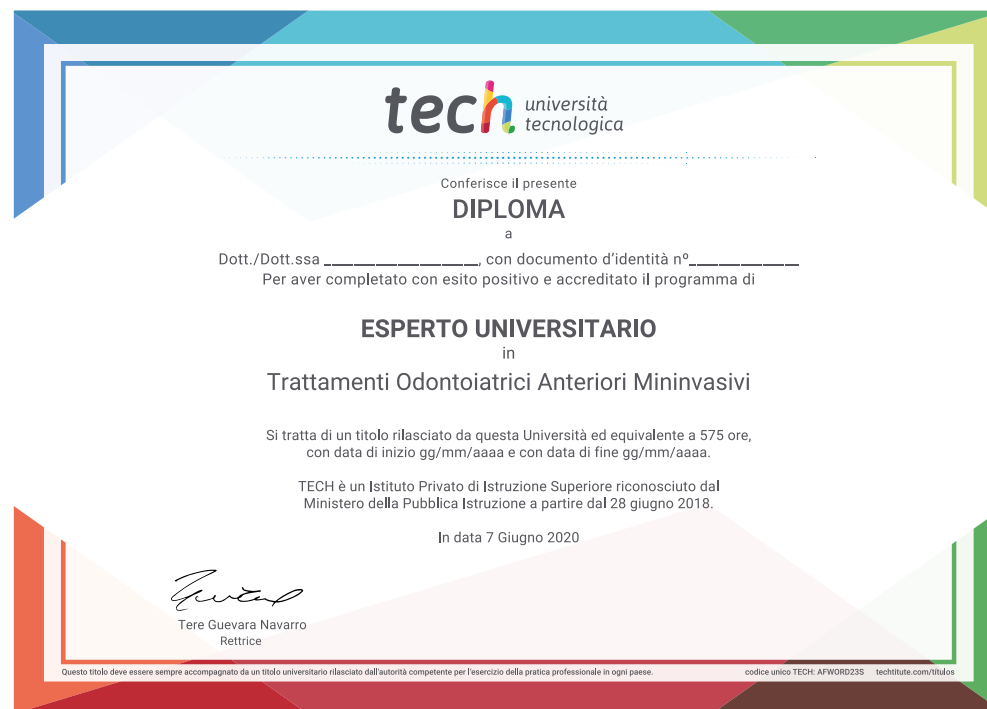 tech università
tecnologica
Conferisce il presente
DIPLOMA
a
Dott./Dott.ssa ____________________, con documento d'identità nº______________
Per aver completato con esito positivo e accreditato il programma di
ESPERTO UNIVERSITARIO
in
Trattamenti Odontoiatrici Anteriori Mininvasivi
Si tratta di un titolo rilasciato da questa Università ed equivalente a 575 ore,
con data di inizio gg/mm/aaaa e con data di fine gg/mm/aaaa.
TECH è un Istituto Privato di Istruzione Superiore riconosciuto dal
Ministero della Pubblica Istruzione a partire dal 28 giugno 2018.
In data 7 Giugno 2020
Tere Guevara Navarro
Rettrice
Questo titolo deve essere sempre accompagnato da un titolo universitario rilasciato dall'autorità competente per l'esercizio della pratica professionale in ogni paese. codice unico TECH: AFWORD23S techtitute.com/títulos